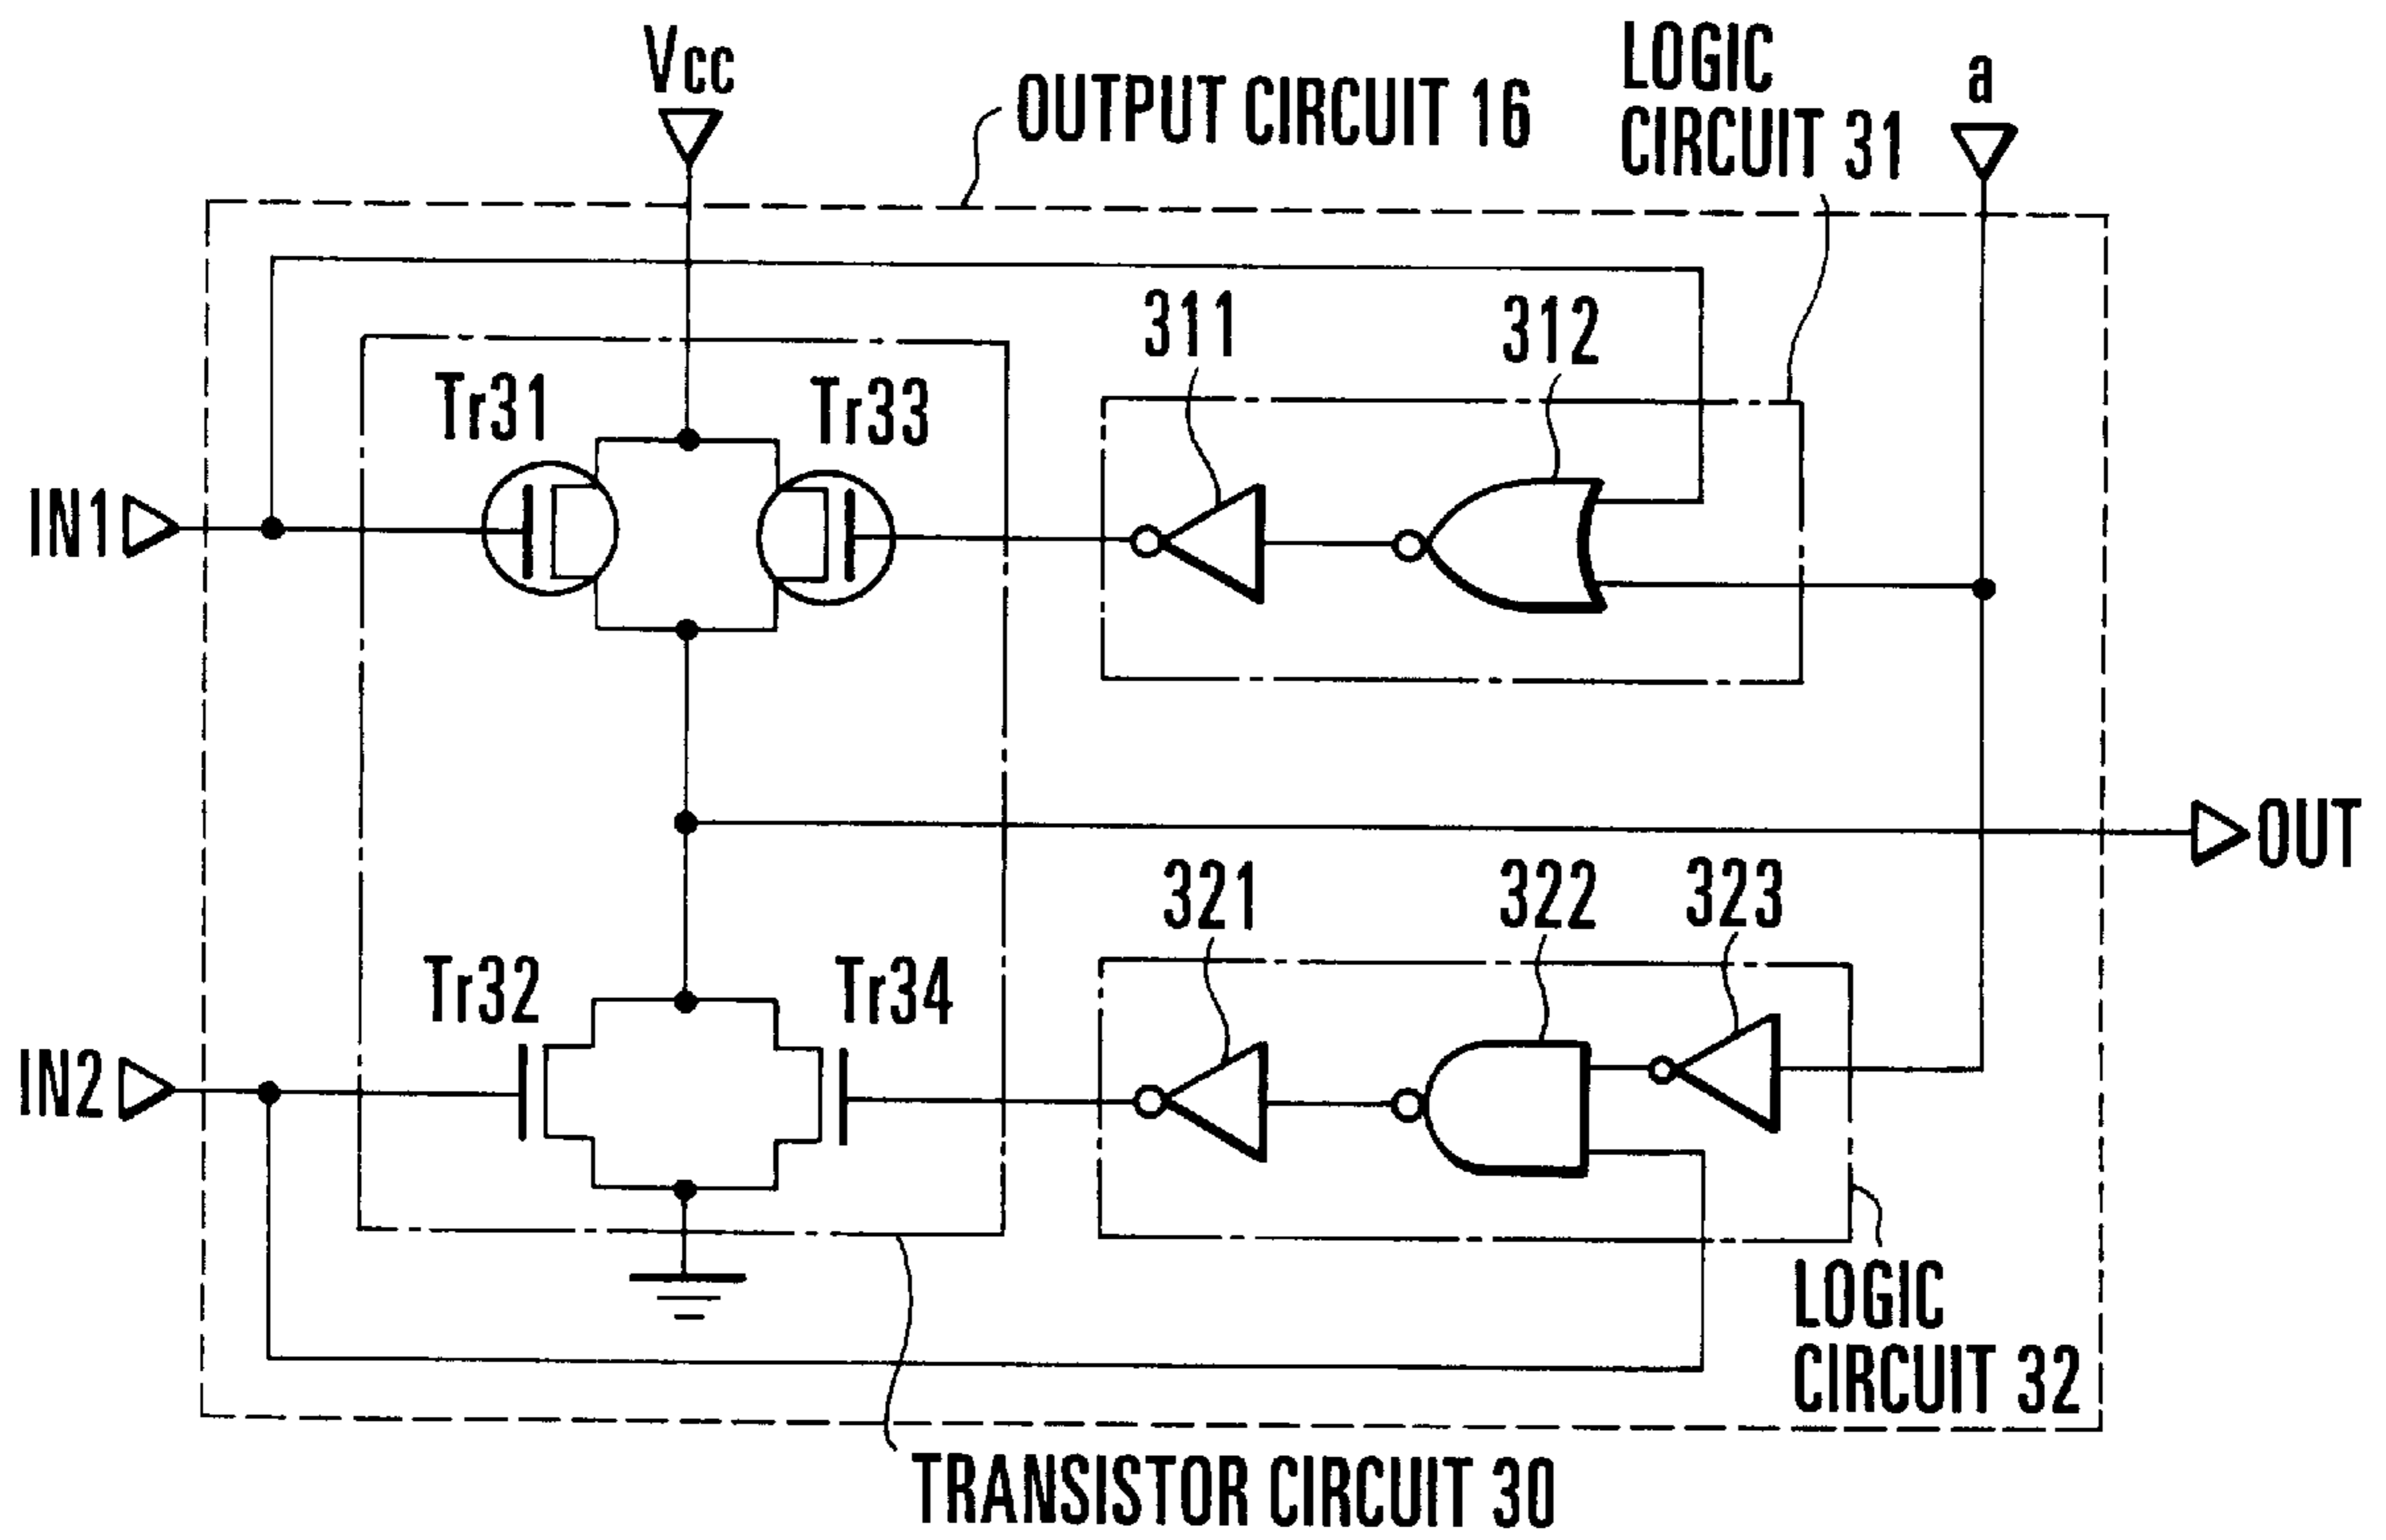 Vcc
OUTPUT CIRCUIT 16
LOGIC
CIRCUIT 31
a
311
312
Tr31
Tr33
IN1
OUT
321
322
323
Tr32
Tr34
IN2
LOGIC
CIRCUIT 32
TRANSISTOR CIRCUIT 30